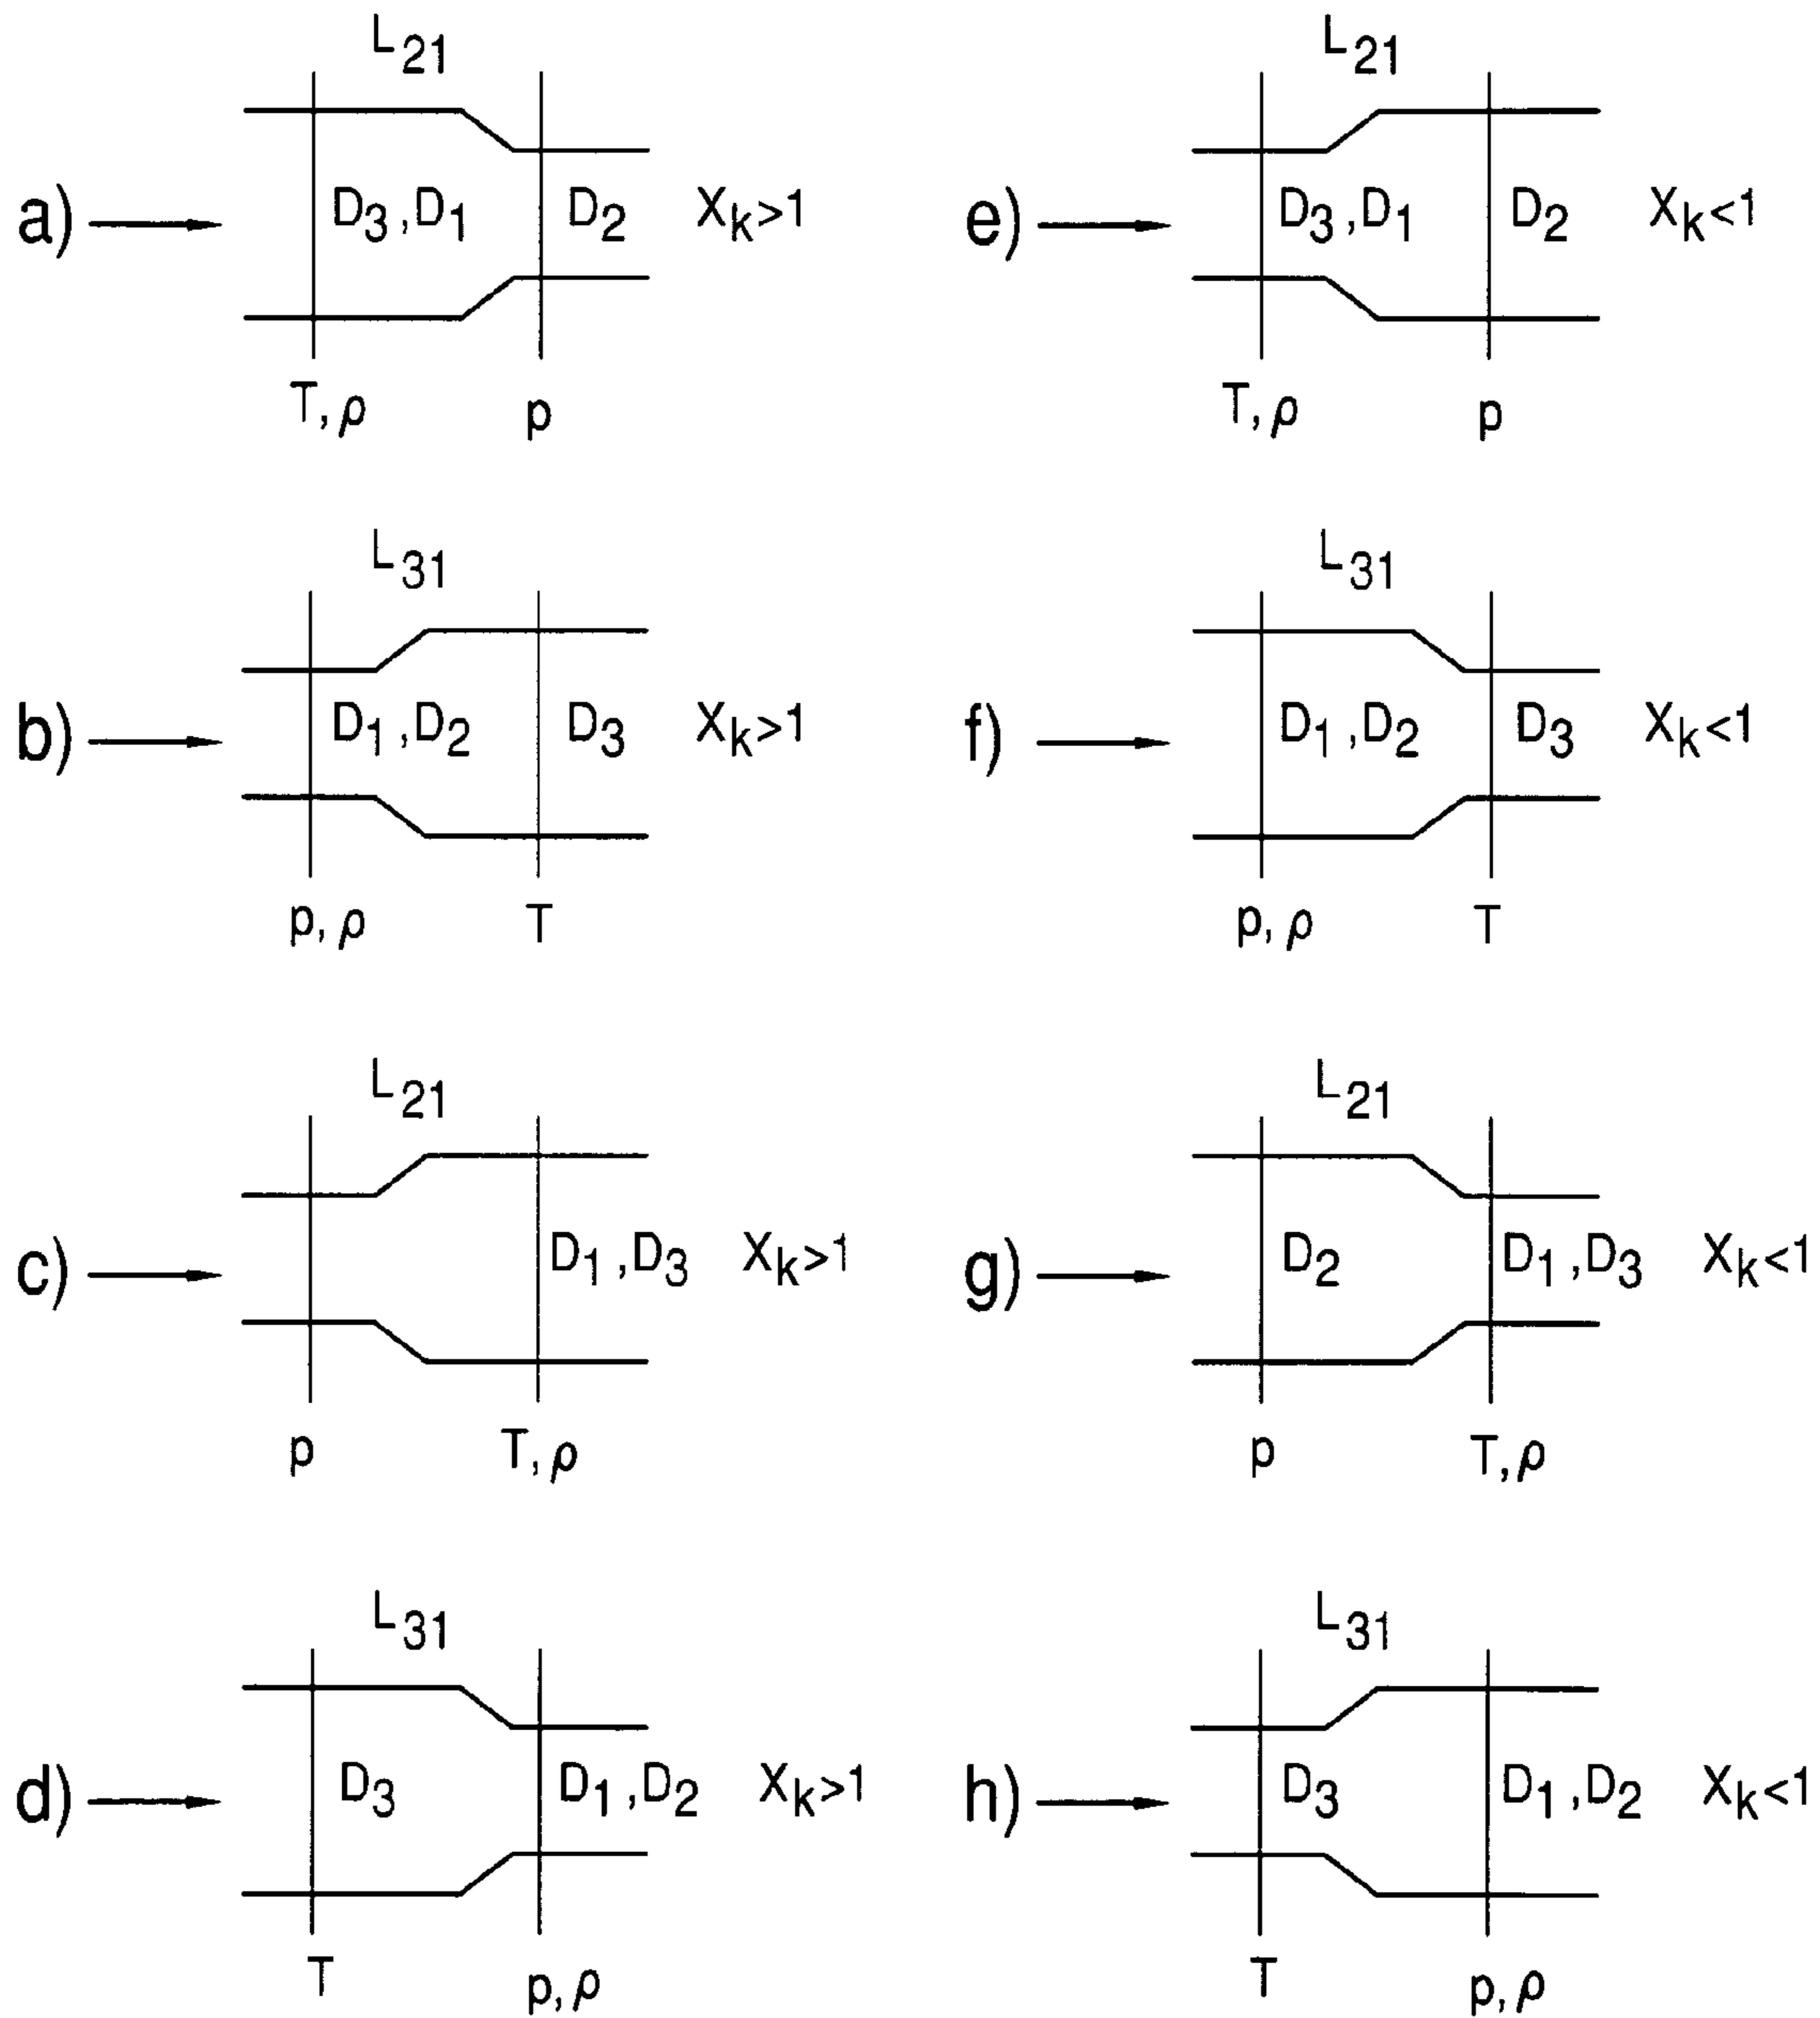 L21
a) D3,D1 D2 Xk>1
T, ρ p
L21
e) D3,D1 D2 Xk<1
T, ρ p
L31
b) D1,D2 D3 Xk>1
p, ρ T
L31
f) D1,D2 D3 Xk<1
p, ρ T
L21
c) D1,D3 Xk>1
p T, ρ
L21
g) D2 D1,D3 Xk<1
p T, ρ
L31
d) D3 D1,D2 Xk>1
T p, ρ
L31
h) D3 D1,D2 Xk<1
T p, ρ